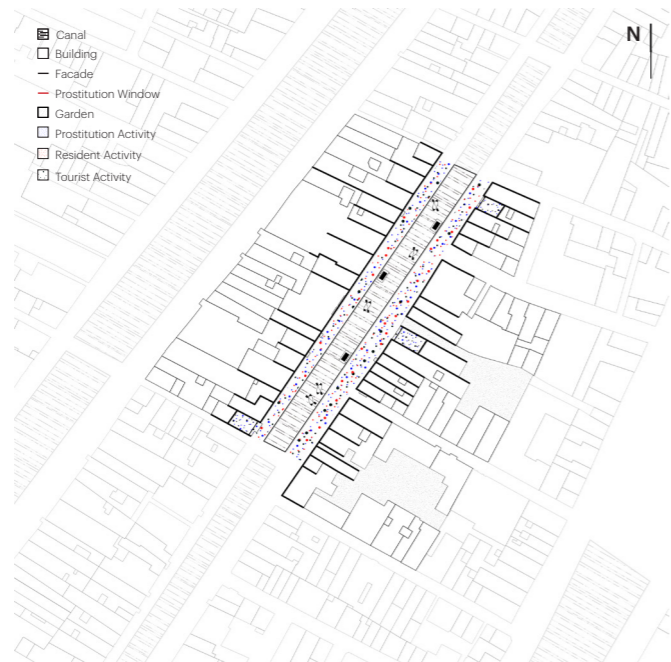 Canal
Building
Facade
Prostitution Window
Garden
Prostitution Activity
Resident Activity
Tourist Activity
N